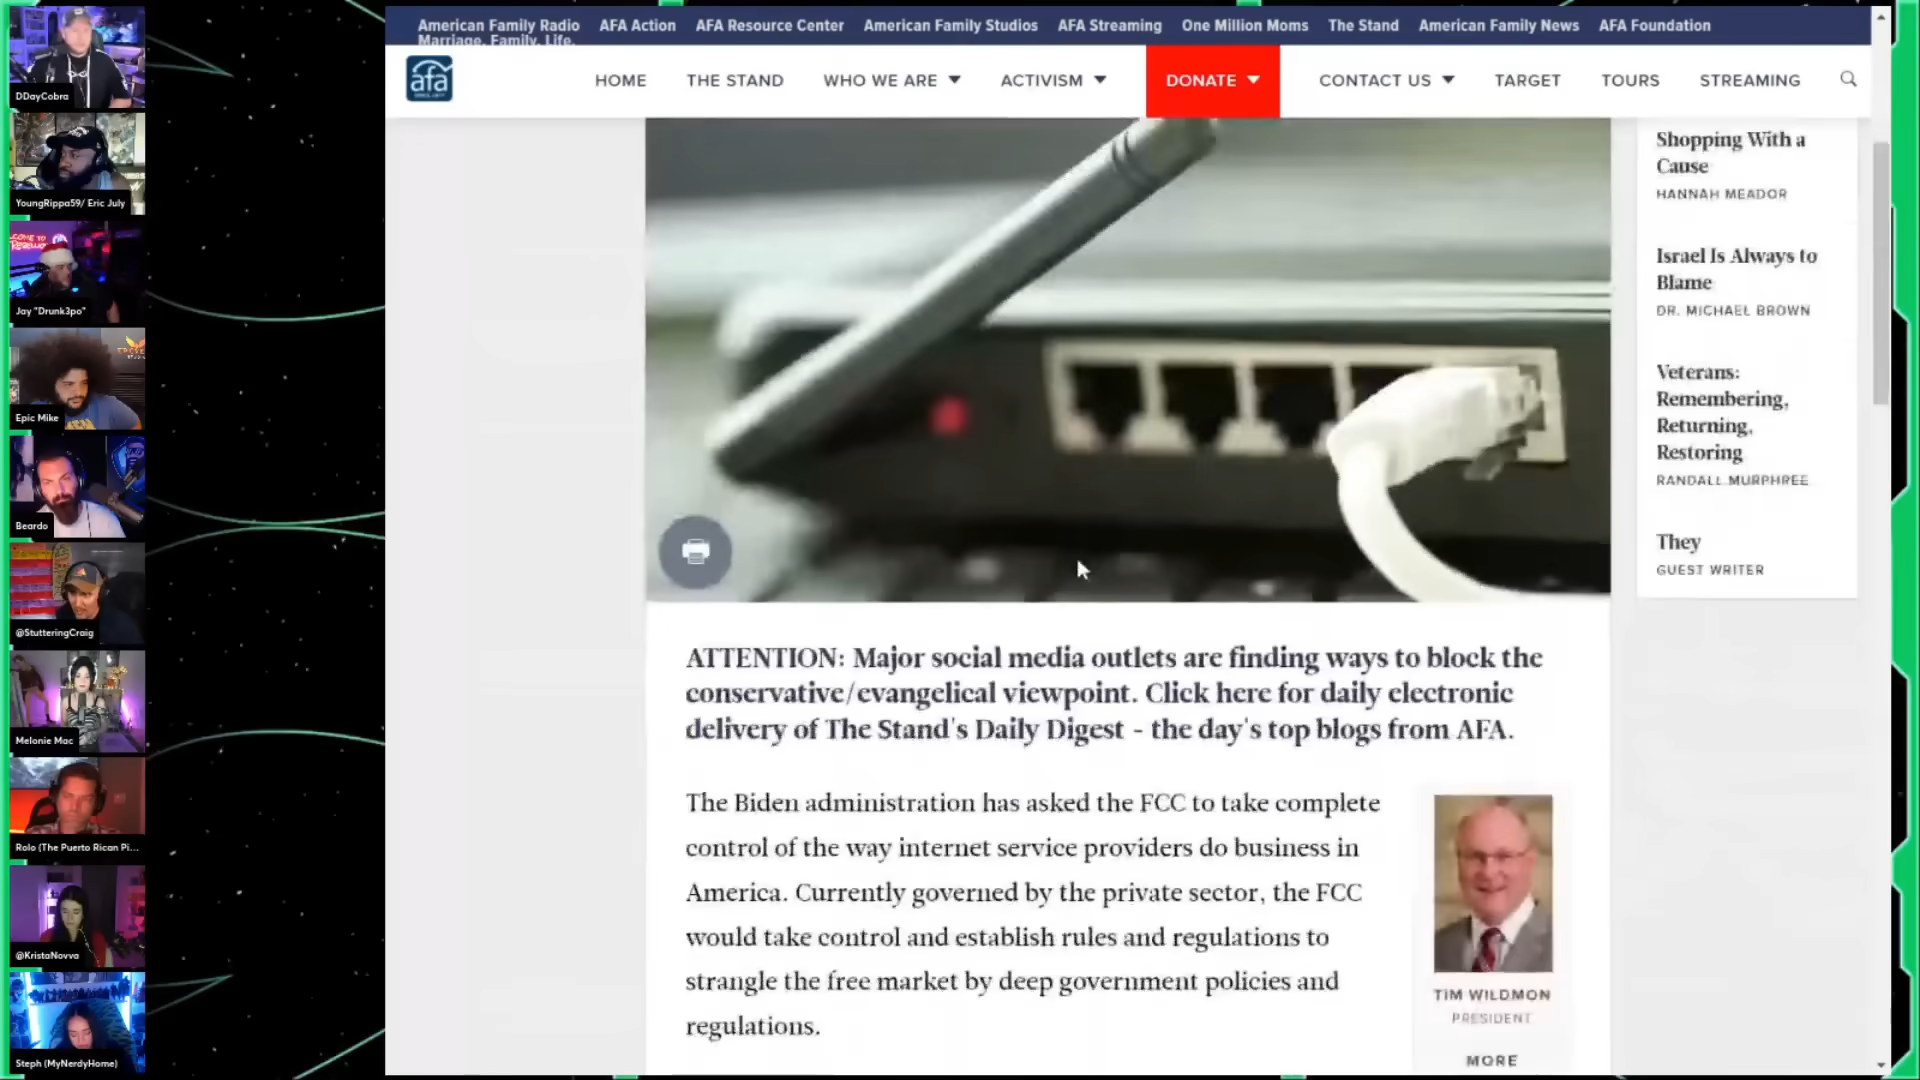 American Family Radio AFA Action AFA Resource Center American Family Studios AFA Streaming One Million Moms The Stand American Family News AFA Foundation
Marriage. Family. Life.
afa
HOME THE STAND WHO WE ARE ACTIVISM DONATE CONTACT US TARGET TOURS STREAMING
DDayCobra
YoungRippa59/ Eric July
Jay "Drunk3po"
Epic Mike
Beardo
@StutteringCraig
Melonie Mac
Rolo (The Puerto Rican Pi...
@KristaNovva
Steph (MyNerdyHome)
Shopping With a
Cause
HANNAH MEADOR
Israel Is Always to
Blame
DR. MICHAEL BROWN
Veterans:
Remembering,
Returning,
Restoring
RANDALL MURPHREE
They
GUEST WRITER
ATTENTION: Major social media outlets are finding ways to block the
conservative/evangelical viewpoint. Click here for daily electronic
delivery of The Stand's Daily Digest - the day's top blogs from AFA.
The Biden administration has asked the FCC to take complete
control of the way internet service providers do business in
America. Currently governed by the private sector, the FCC
would take control and establish rules and regulations to
strangle the free market by deep government policies and
regulations.
TIM WILDMON
PRESIDENT
MORE